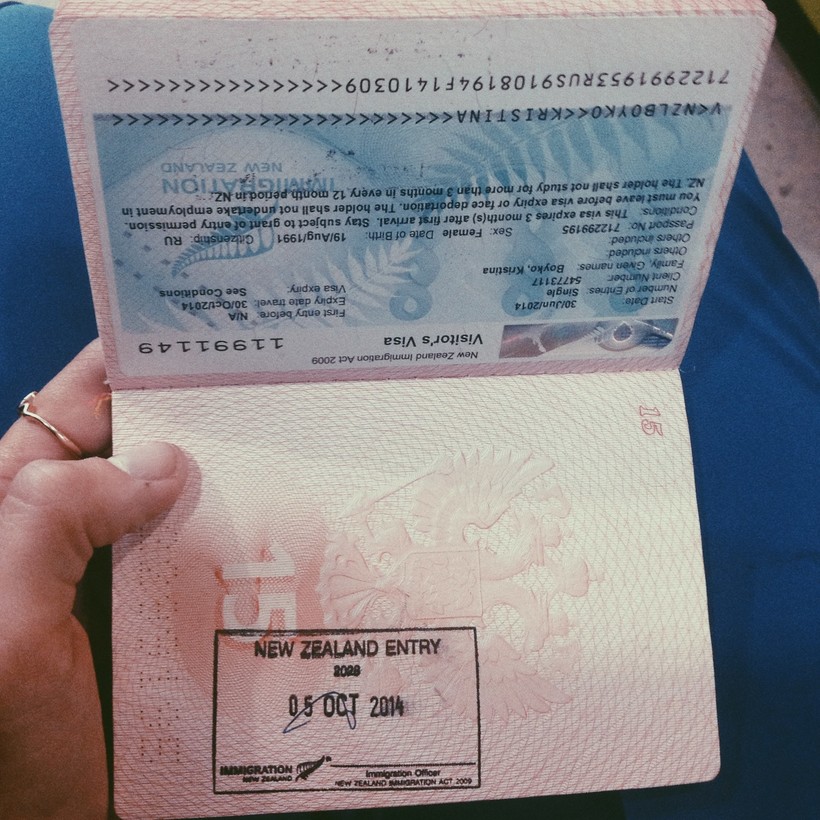 New Zealand Immigration Act 2009
Visitor's Visa 11991149
Start Date: 30/Jun/2014 First entry before: N/A
Number of Entries: Single Expiry date travel: 30/Oct/2014
Client Number: 54773117 Visa expiry: See Conditions
Family, Given names: Boyko, Kristina
Others included:
Others included:
Passport No: 712299195 Sex: Female Date of Birth: 19/Aug/1991 Citizenship: RU
Conditions: This visa expires 3 month(s) after first arrival. Stay subject to grant of entry permission.
You must leave before visa expiry or face deportation. The holder shall not undertake employment in
NZ. The holder shall not study for more than 3 months in every 12 month period in NZ.
IMMIGRATION
NEW ZEALAND
V<NZLBOYKO<<KRISTINA<<<<<<<<<<<<<<<<<<<<<<<<
7122991953RUS9108194F1410309<<<<<<<<<<<<<<<<
15
15
NEW ZEALAND ENTRY
2028
05 OCT 2014
IMMIGRATION
NEW ZEALAND
Immigration Officer
NEW ZEALAND IMMIGRATION ACT 2009